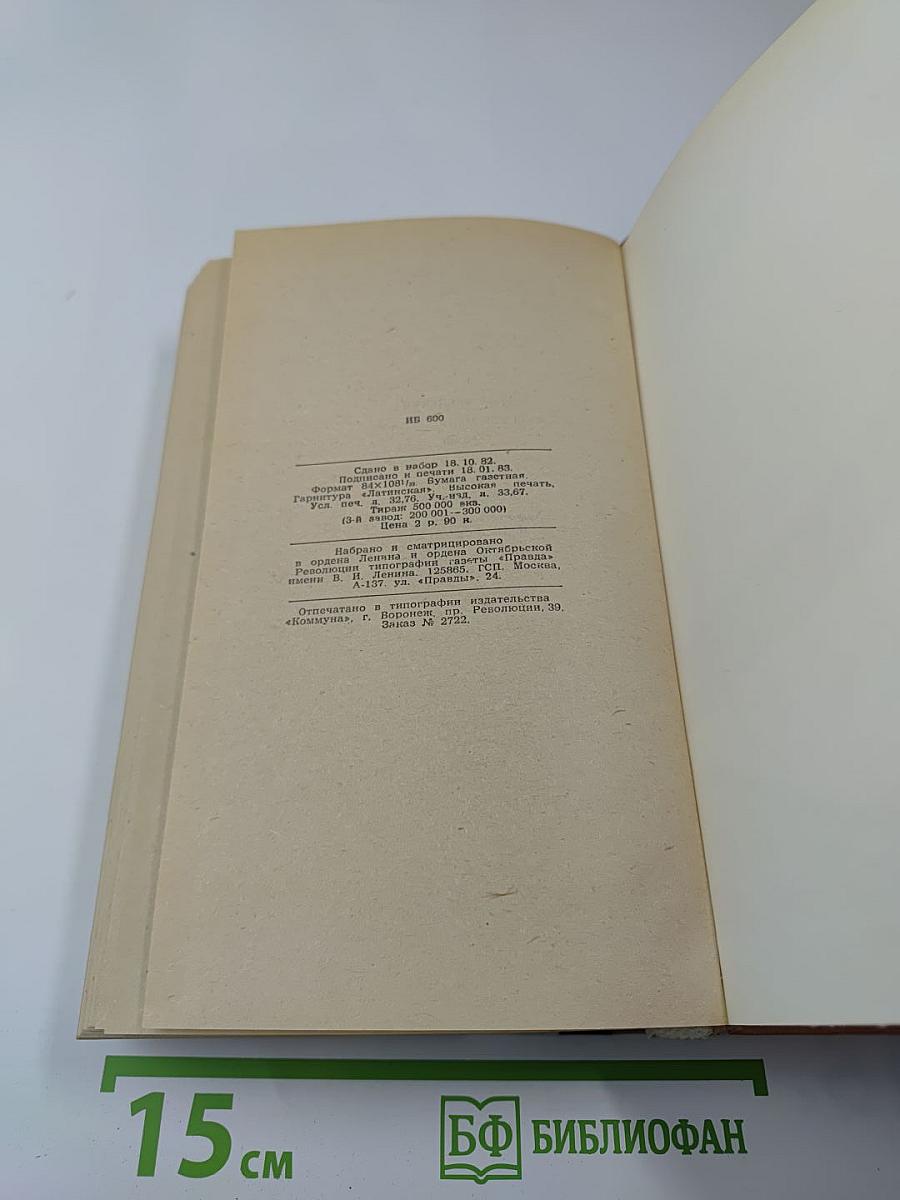 ИБ 600
Сдано в набор 18.10.82.
Подписано к печати 18.01.83.
Формат 84×108¹/₃₂. Бумага газетная.
Гарнитура «Латинская». Высокая печать,
Усл. печ. л. 32,76. Уч.-изд. л. 33,67.
Тираж 500 000 экз.
(3-й завод: 200 001—300 000)
Цена 2 р. 90 к.
Набрано и сматрицировано
в ордена Ленина и ордена Октябрьской
Революции типографии газеты «Правда»
имени В. И. Ленина. 125865. ГСП. Москва,
А-137. ул. «Правды». 24.
Отпечатано в типографии издательства
«Коммуна», г. Воронеж, пр. Революции, 39.
Заказ № 2722.
15 см
БФ БИБЛИОФАН